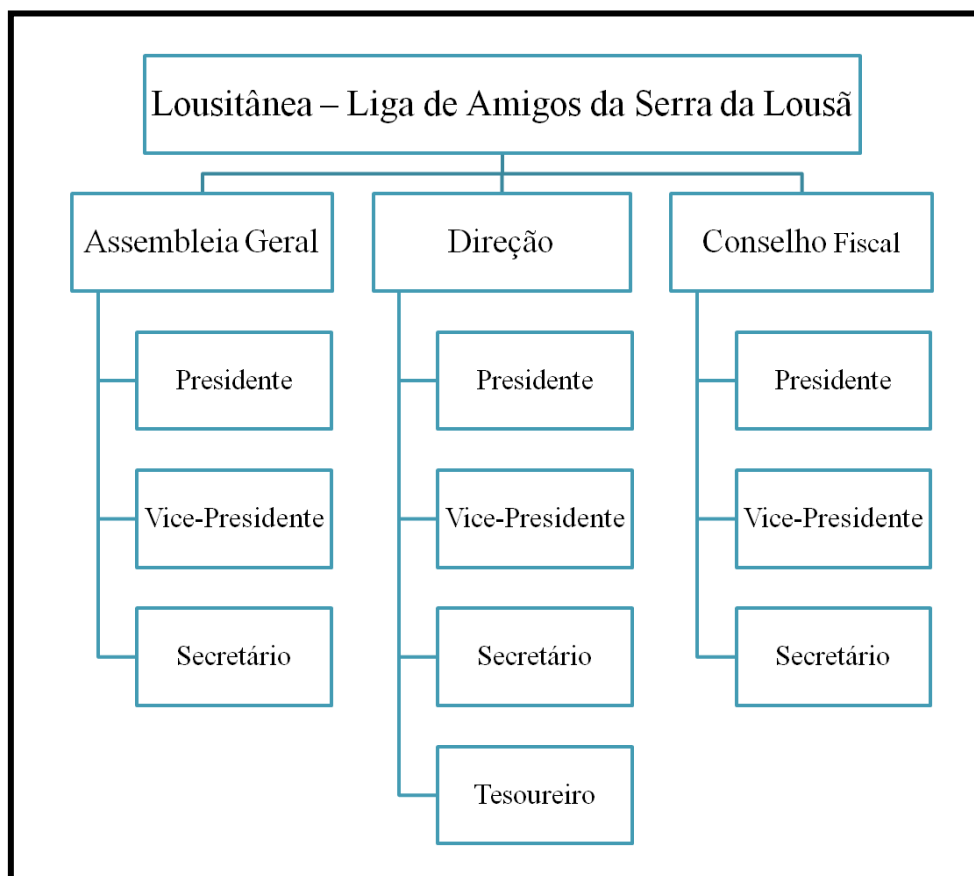 Lousitânea – Liga de Amigos da Serra da Lousã
Assembleia Geral
Presidente
Vice-Presidente
Secretário
Direção
Presidente
Vice-Presidente
Secretário
Tesoureiro
Conselho Fiscal
Presidente
Vice-Presidente
Secretário